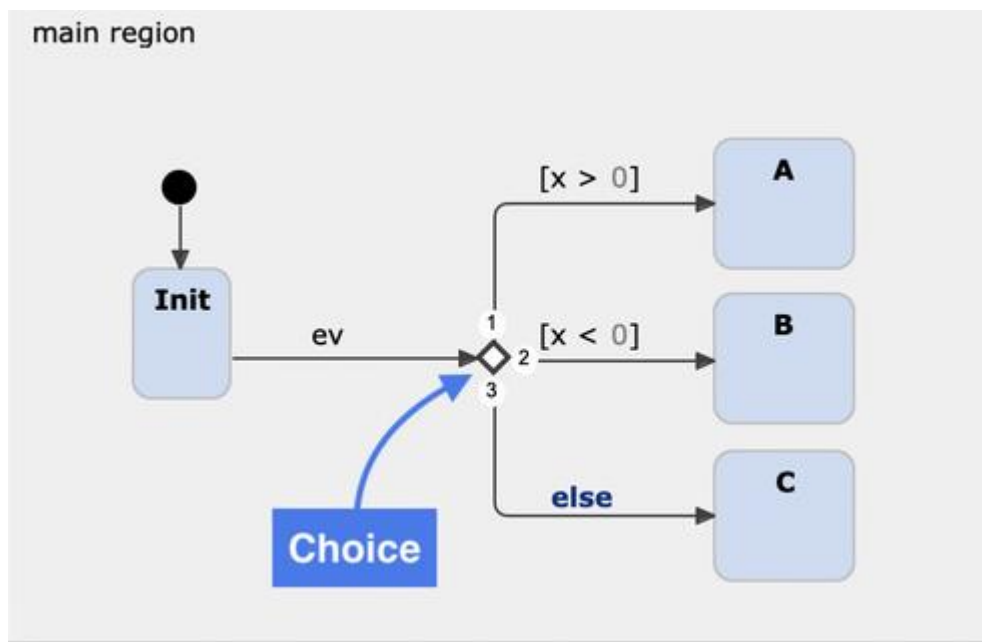 main region
[x > 0]
A
Init
ev
1
[x < 0]
2
B
3
else
C
Choice